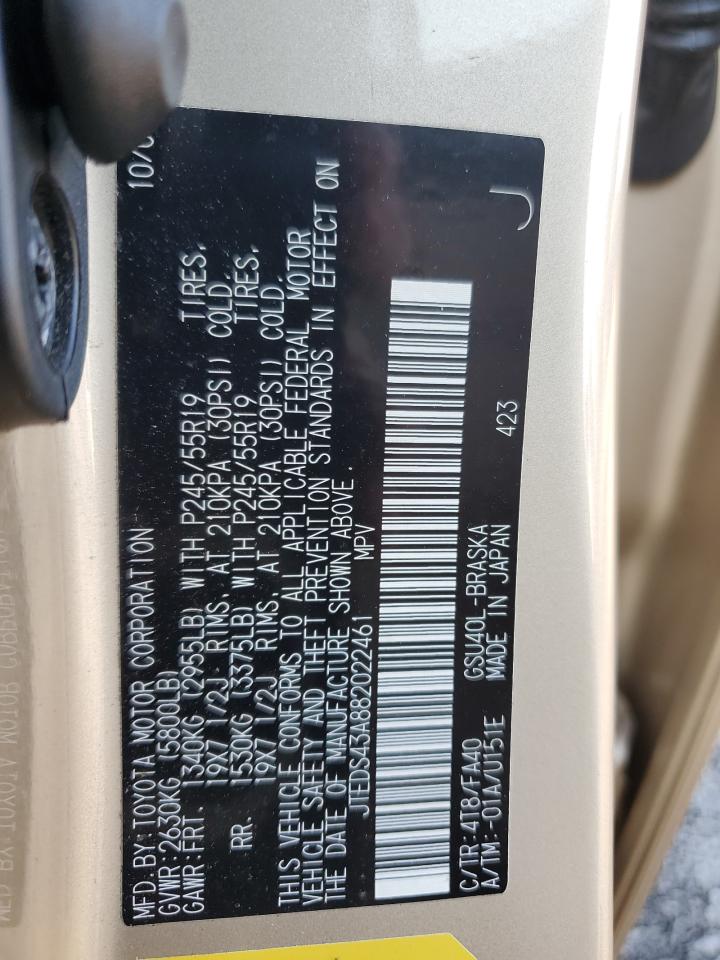 MFD.BY:TOYOTA MOTOR CORPORATION 10/0
GVWR:2630KG (5800LB)
GAWR:FRT. 1340KG (2955LB) WITH P245/55R19 TIRES,
19X7 1/2J RIMS, AT 210KPA (30PSI) COLD.
RR. 1530KG (3375LB) WITH P245/55R19 TIRES,
19X7 1/2J RIMS, AT 210KPA (30PSI) COLD.
THIS VEHICLE CONFORMS TO ALL APPLICABLE FEDERAL MOTOR
VEHICLE SAFETY AND THEFT PREVENTION STANDARDS IN EFFECT ON
THE DATE OF MANUFACTURE SHOWN ABOVE.
JTEDS43A882022461 MPV
C/TR:4T8/FA40 GSU40L-BRASKA 423 J
A/TM:-01A/U151E MADE IN JAPAN